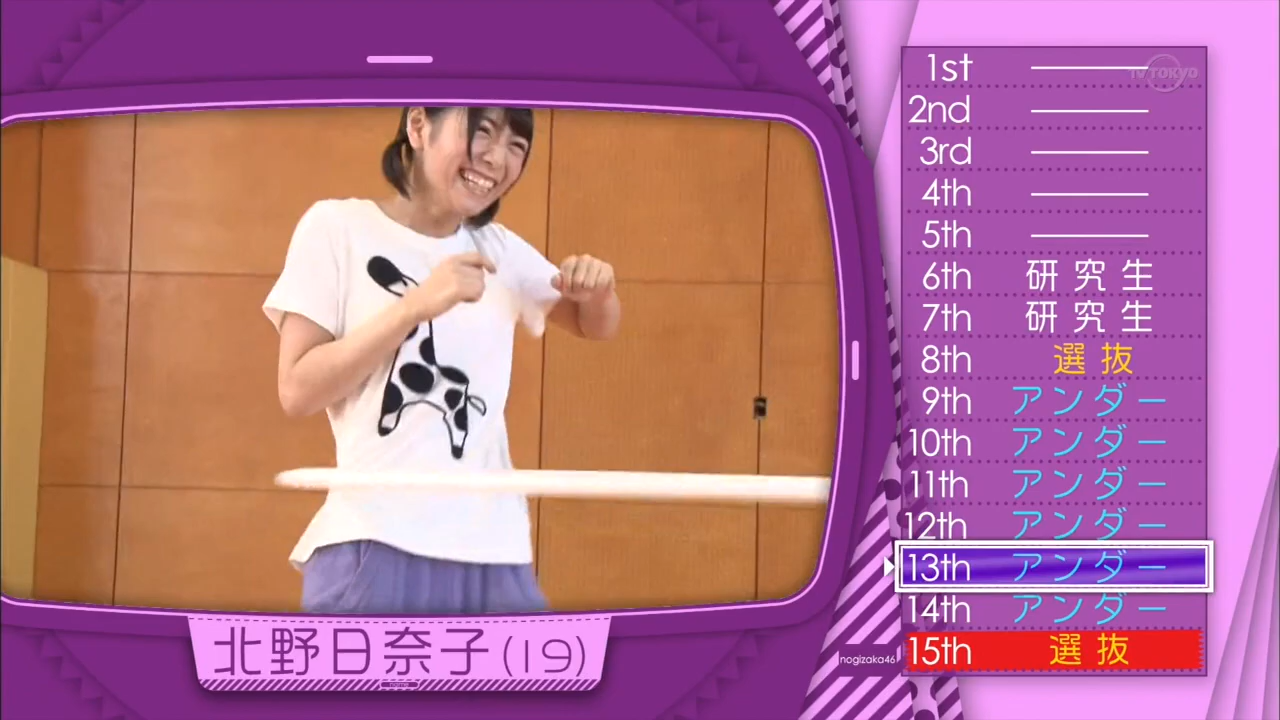 TV TOKYO
1st
2nd
3rd
4th
5th
6th 研究生
7th 研究生
8th 選抜
9th アンダー
10th アンダー
11th アンダー
12th アンダー
13th アンダー
14th アンダー
15th 選抜
北野日奈子(19)
name
nogizaka46